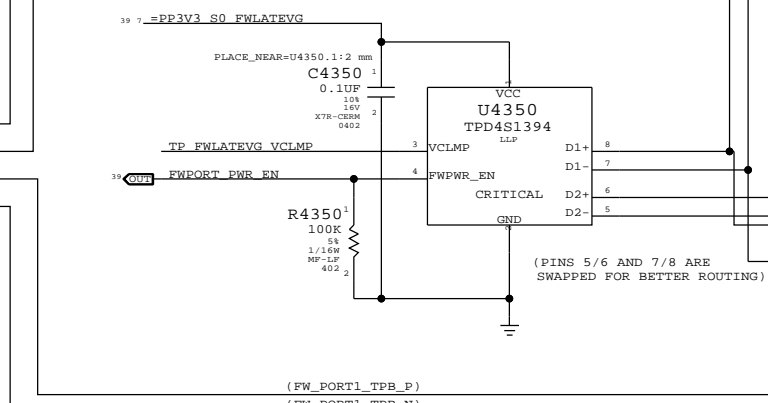 39 7 =PP3V3_S0_FWLATEVG
PLACE_NEAR=U4350.1:2 mm
C4350 1
0.1UF
10%
16V
X7R-CERM
0402
2
1
VCC
U4350
TPD4S1394
LLP
TP_FWLATEVG_VCLMP 3 VCLMP
D1+ 8
D1- 7
39 OUT FWPORT_PWR_EN 4 FWPWR_EN
CRITICAL
D2+ 6
D2- 5
GND
R4350 1
100K
5%
1/16W
MF-LF
402
2
(PINS 5/6 AND 7/8 ARE
SWAPPED FOR BETTER ROUTING)
(FW_PORT1_TPB_P)
(FW_PORT1_TPB_N)